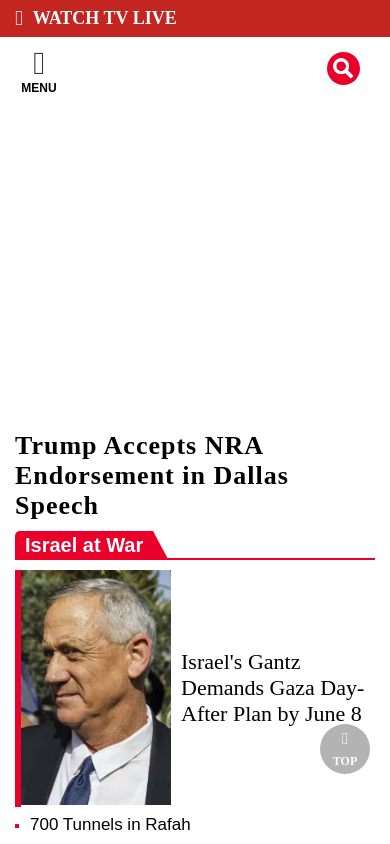 WATCH TV LIVE
MENU
Trump Accepts NRA
Endorsement in Dallas
Speech
Israel at War
Israel's Gantz
Demands Gaza Day-
After Plan by June 8
TOP
700 Tunnels in Rafah